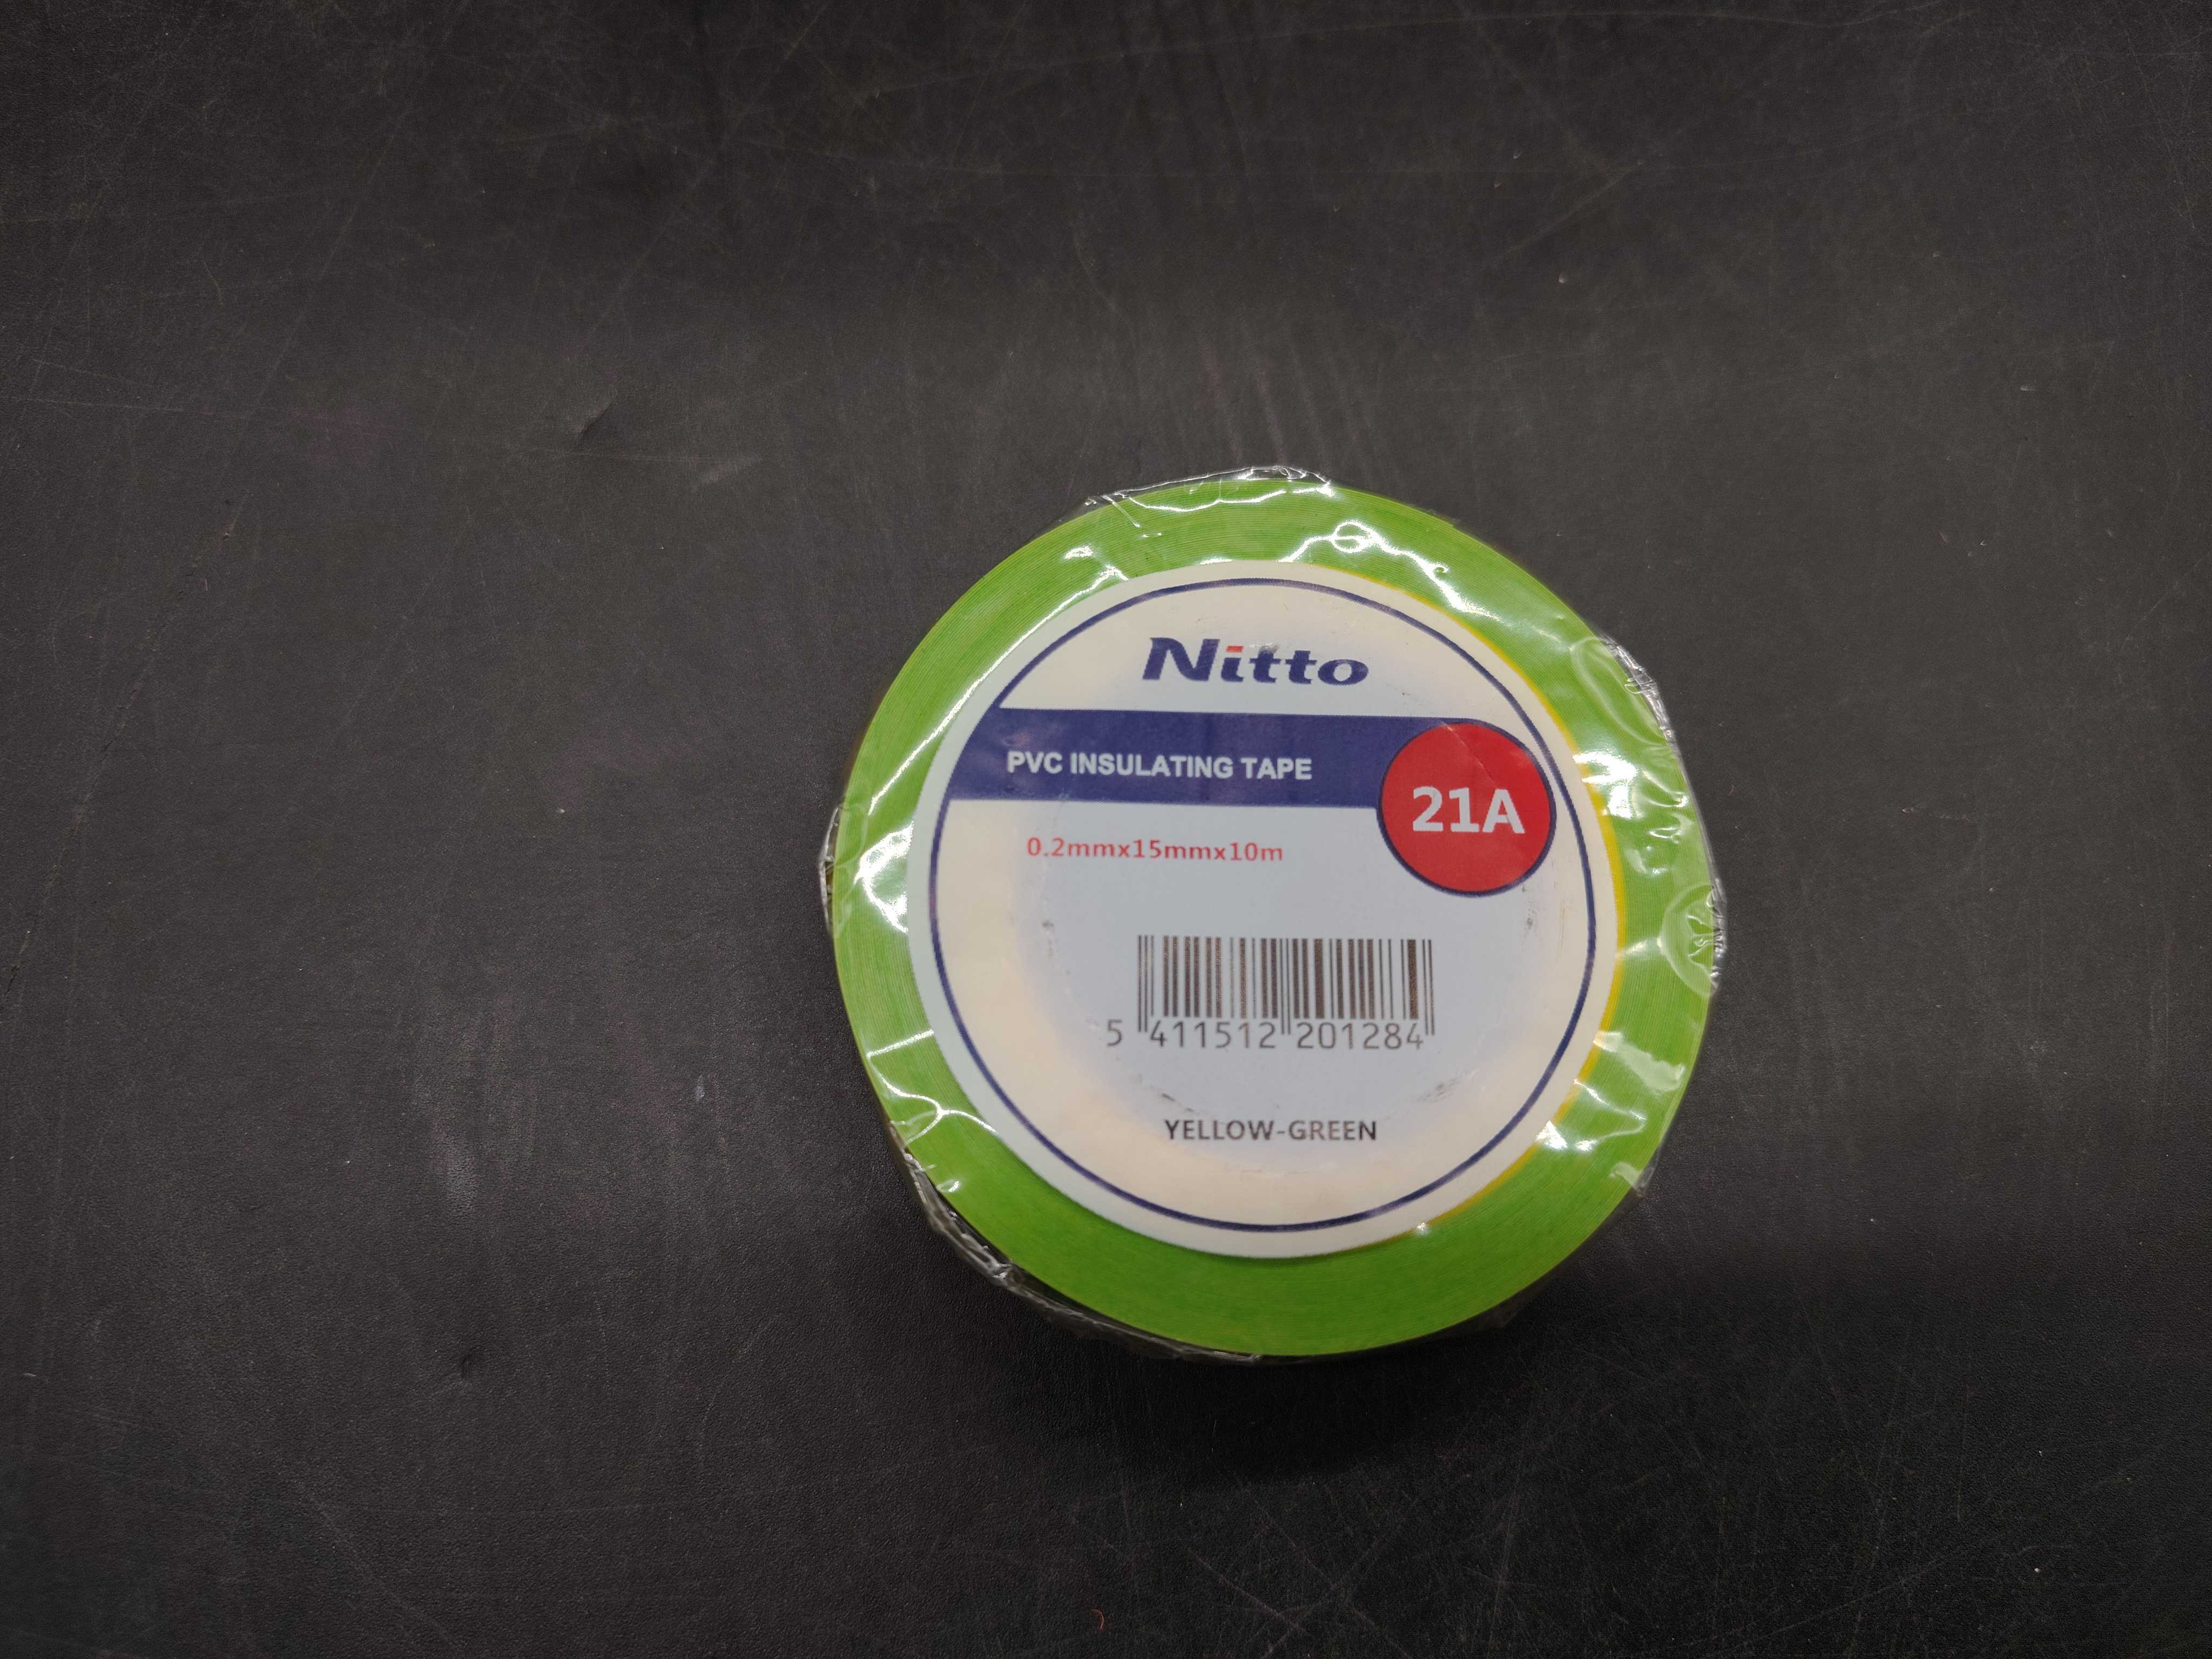 Nitto
PVC INSULATING TAPE
21A
0.2mmx15mmx10m
5 411512 201284
YELLOW-GREEN